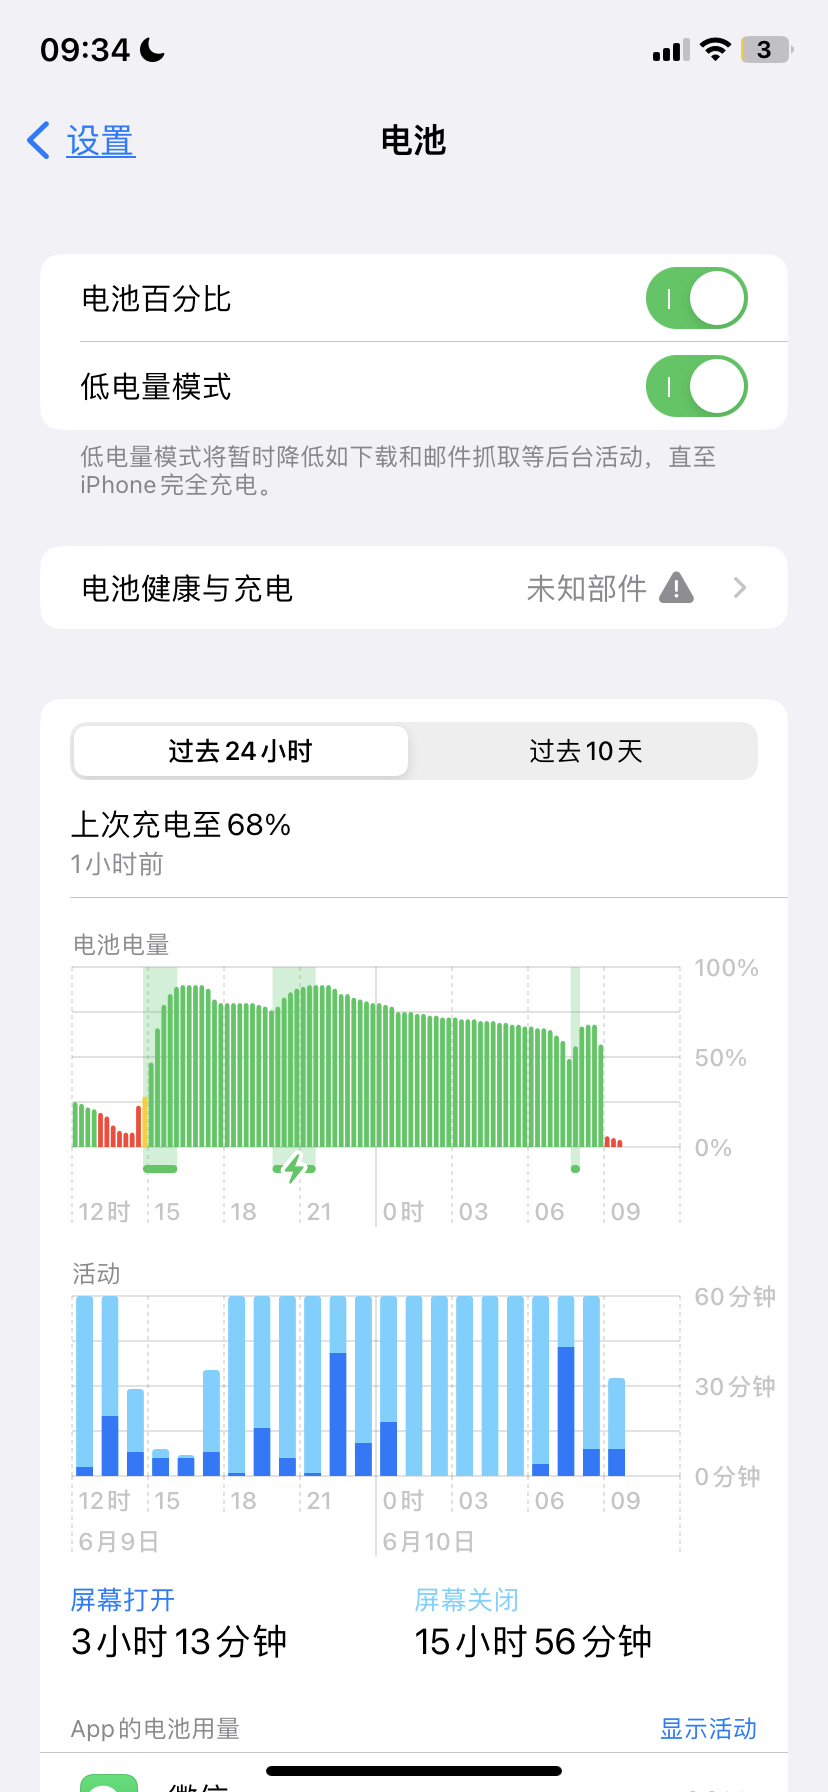 09:34
3
设置
电池
电池百分比
低电量模式
低电量模式将暂时降低如下载和邮件抓取等后台活动，直至
iPhone完全充电。
电池健康与充电 未知部件
过去24小时 过去10天
上次充电至68%
1小时前
电池电量
100%
50%
0%
12时 15 18 21 0时 03 06 09
活动
60分钟
30分钟
0分钟
12时 15 18 21 0时 03 06 09
6月9日 6月10日
屏幕打开 屏幕关闭
3小时13分钟 15小时56分钟
App的电池用量 显示活动
微信